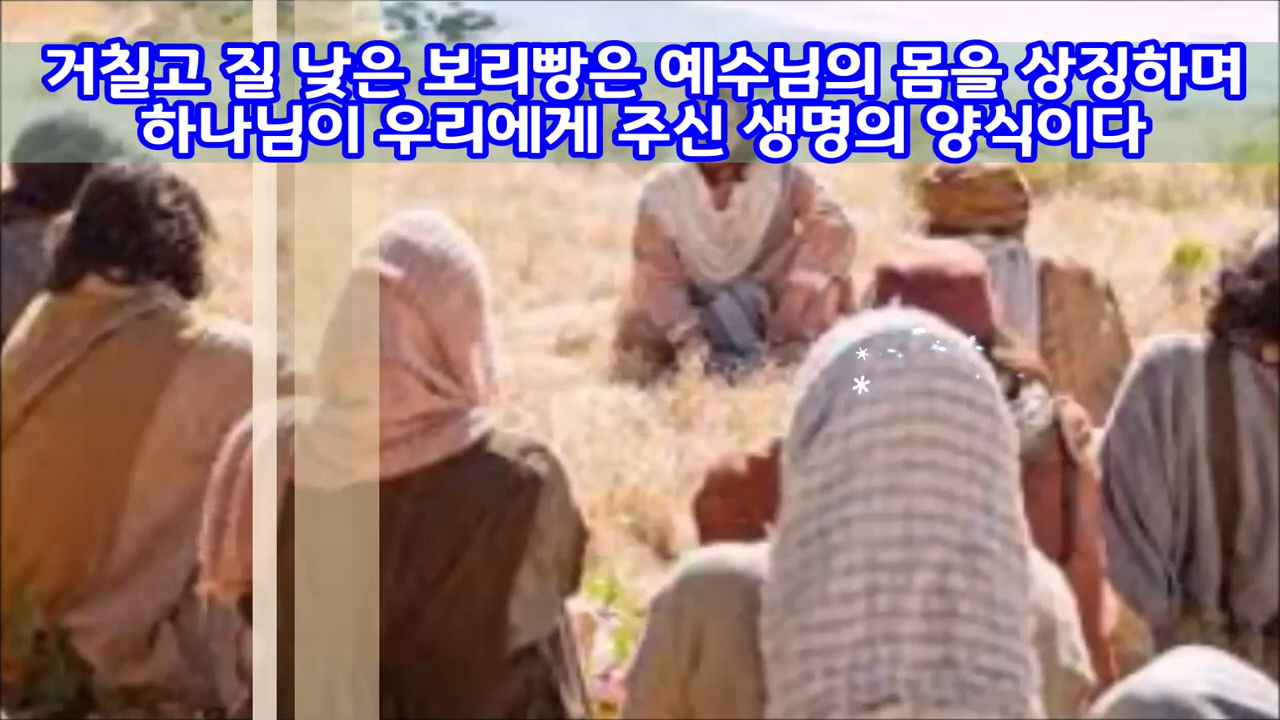 거칠고 질 낮은 보리빵은 예수님의 몸을 상징하며
하나님이 우리에게 주신 생명의 양식이다